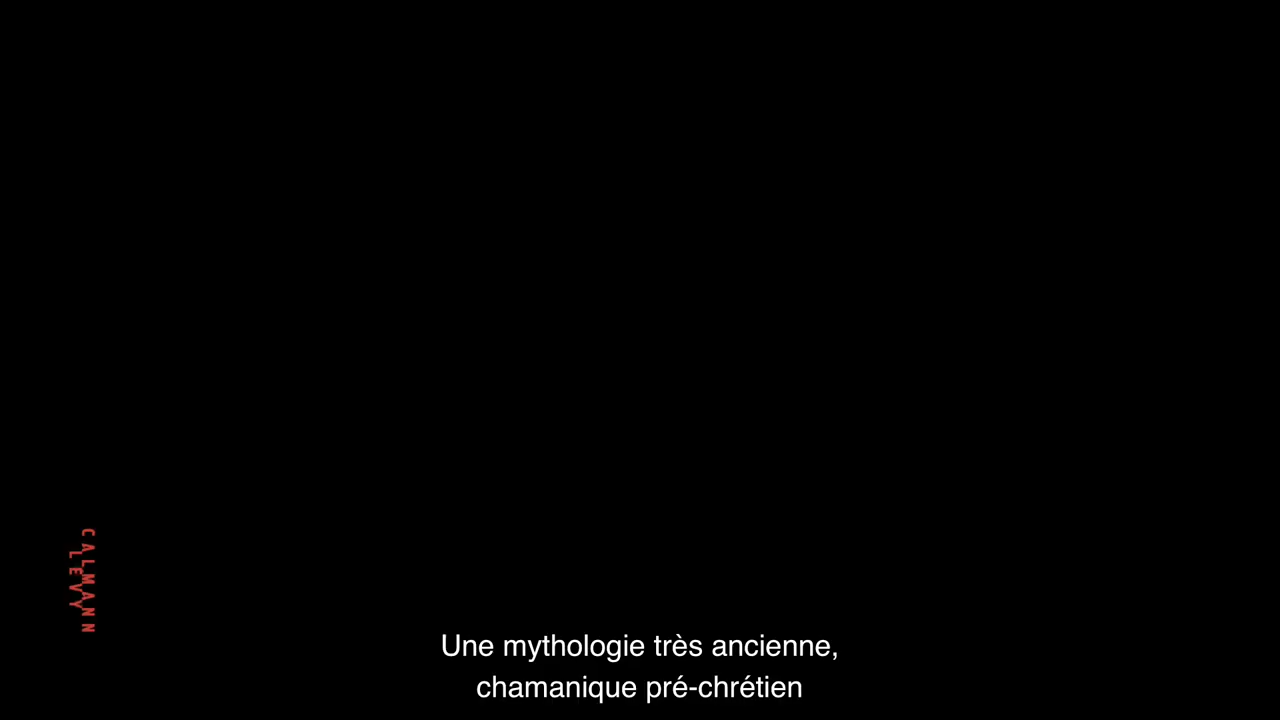 CALMANN
LEVY
Une mythologie très ancienne,
chamanique pré-chrétien